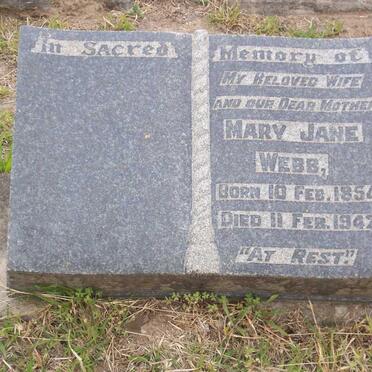 In Sacred Memory of
My Beloved Wife
and our Dear Mother
Mary Jane
Webb,
Born 10 Feb. 1854
Died 11 Feb. 1947
"At Rest."